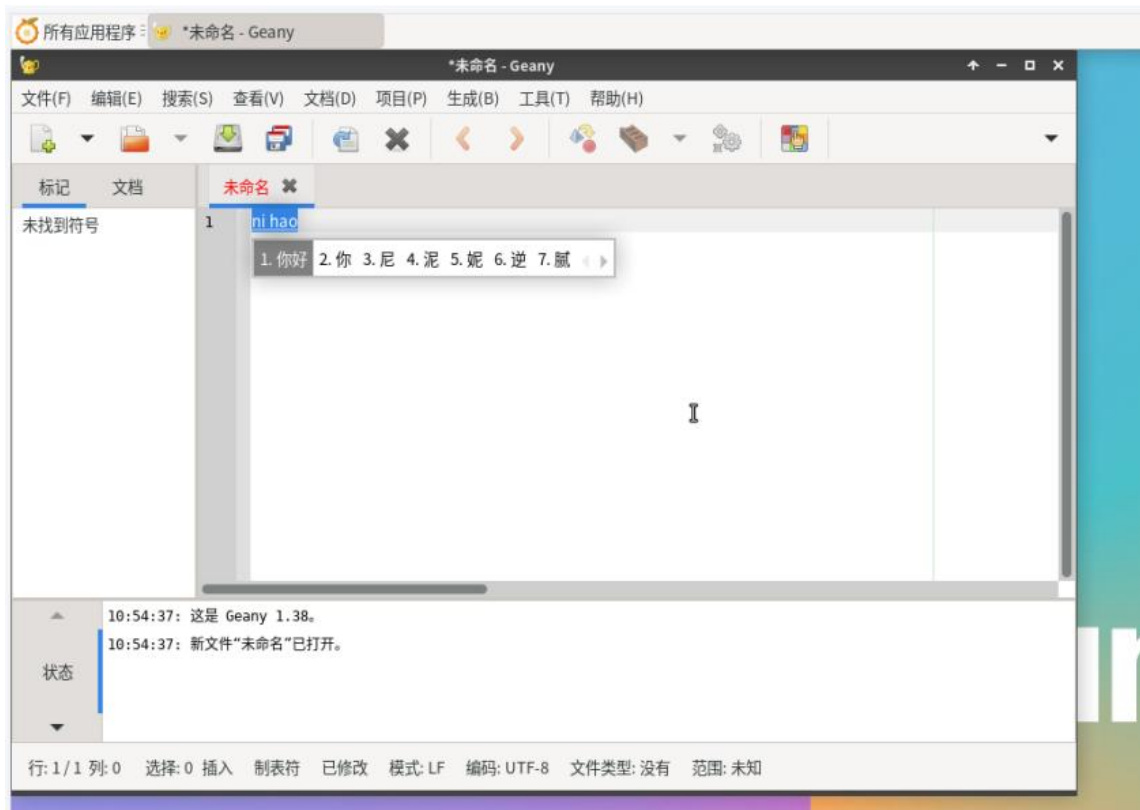 所有应用程序
*未命名 - Geany
*未命名 - Geany
文件(F) 编辑(E) 搜索(S) 查看(V) 文档(D) 项目(P) 生成(B) 工具(T) 帮助(H)
标记 文档 未命名
未找到符号
1 ni hao
1. 你好 2. 你 3. 尼 4. 泥 5. 妮 6. 逆 7. 腻
10:54:37: 这是 Geany 1.38。
10:54:37: 新文件“未命名”已打开。
状态
行: 1 / 1 列: 0 选择: 0 插入 制表符 已修改 模式: LF 编码: UTF-8 文件类型: 没有 范围: 未知